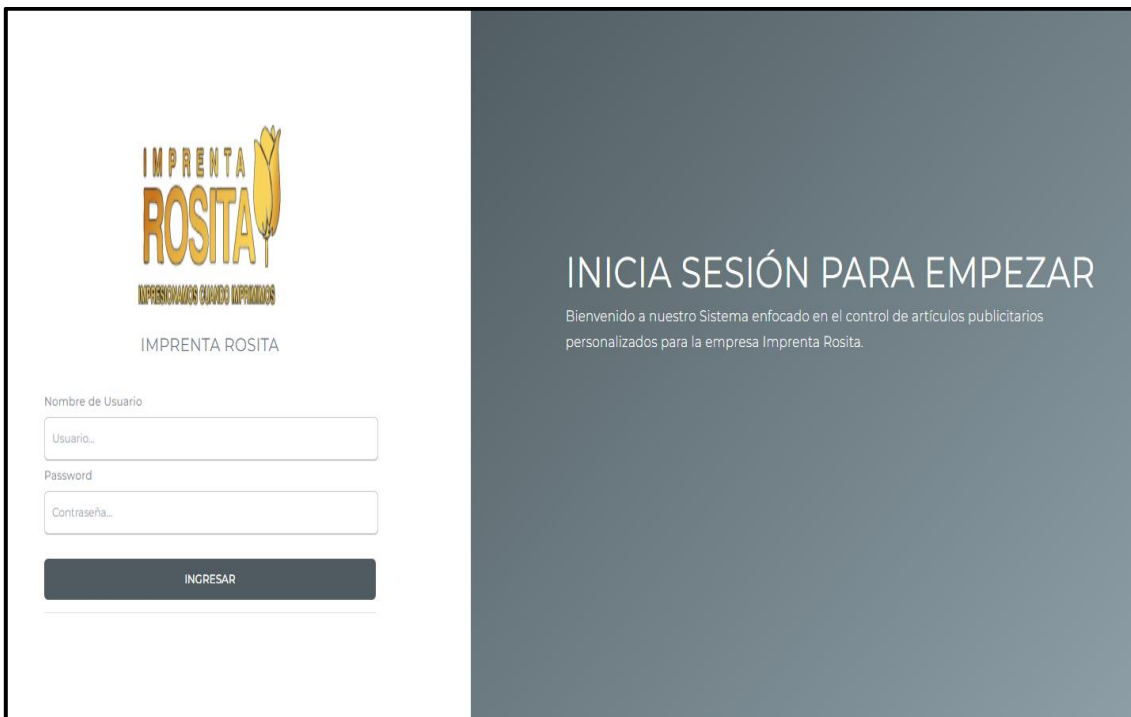 IMPRENTA
ROSITA
IMPRESIONAMOS CUANDO IMPRIMIMOS
IMPRENTA ROSITA
Nombre de Usuario
Usuario...
Password
Contraseña...
INGRESAR
INICIA SESIÓN PARA EMPEZAR
Bienvenido a nuestro Sistema enfocado en el control de artículos publicitarios
personalizados para la empresa Imprenta Rosita.